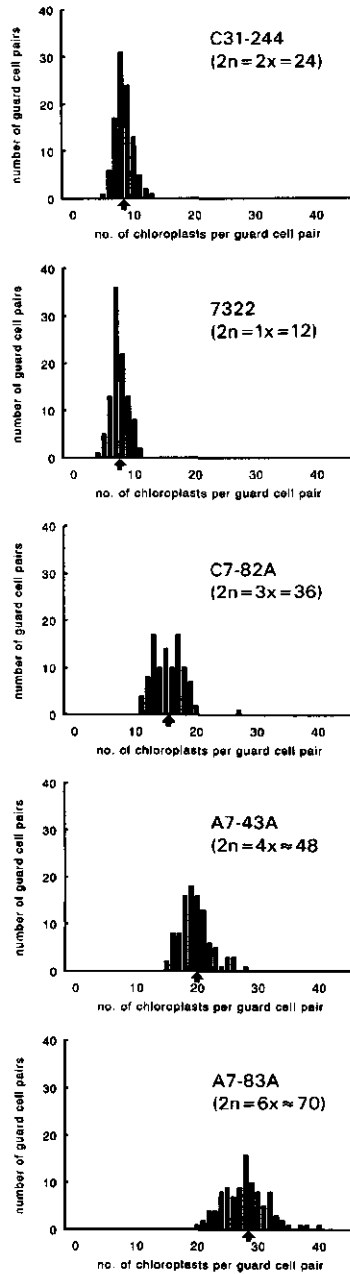 C31-244
(2n=2x=24)
number of guard cell pairs
40
30
20
10
0
0 10 20 30 40
no. of chloroplasts per guard cell pair
7322
(2n=1x=12)
number of guard cell pairs
40
30
20
10
0
0 10 20 30 40
no. of chloroplasts per guard cell pair
C7-82A
(2n=3x=36)
number of guard cell pairs
40
30
20
10
0
0 10 20 30 40
no. of chloroplasts per guard cell pair
A7-43A
(2n=4x≈48
number of guard cell pairs
40
30
20
10
0
0 10 20 30 40
no. of chloroplasts per guard cell pair
A7-83A
(2n=6x≈70)
number of guard cell pairs
40
30
20
10
0
0 10 20 30 40
no. of chloroplasts per guard cell pair